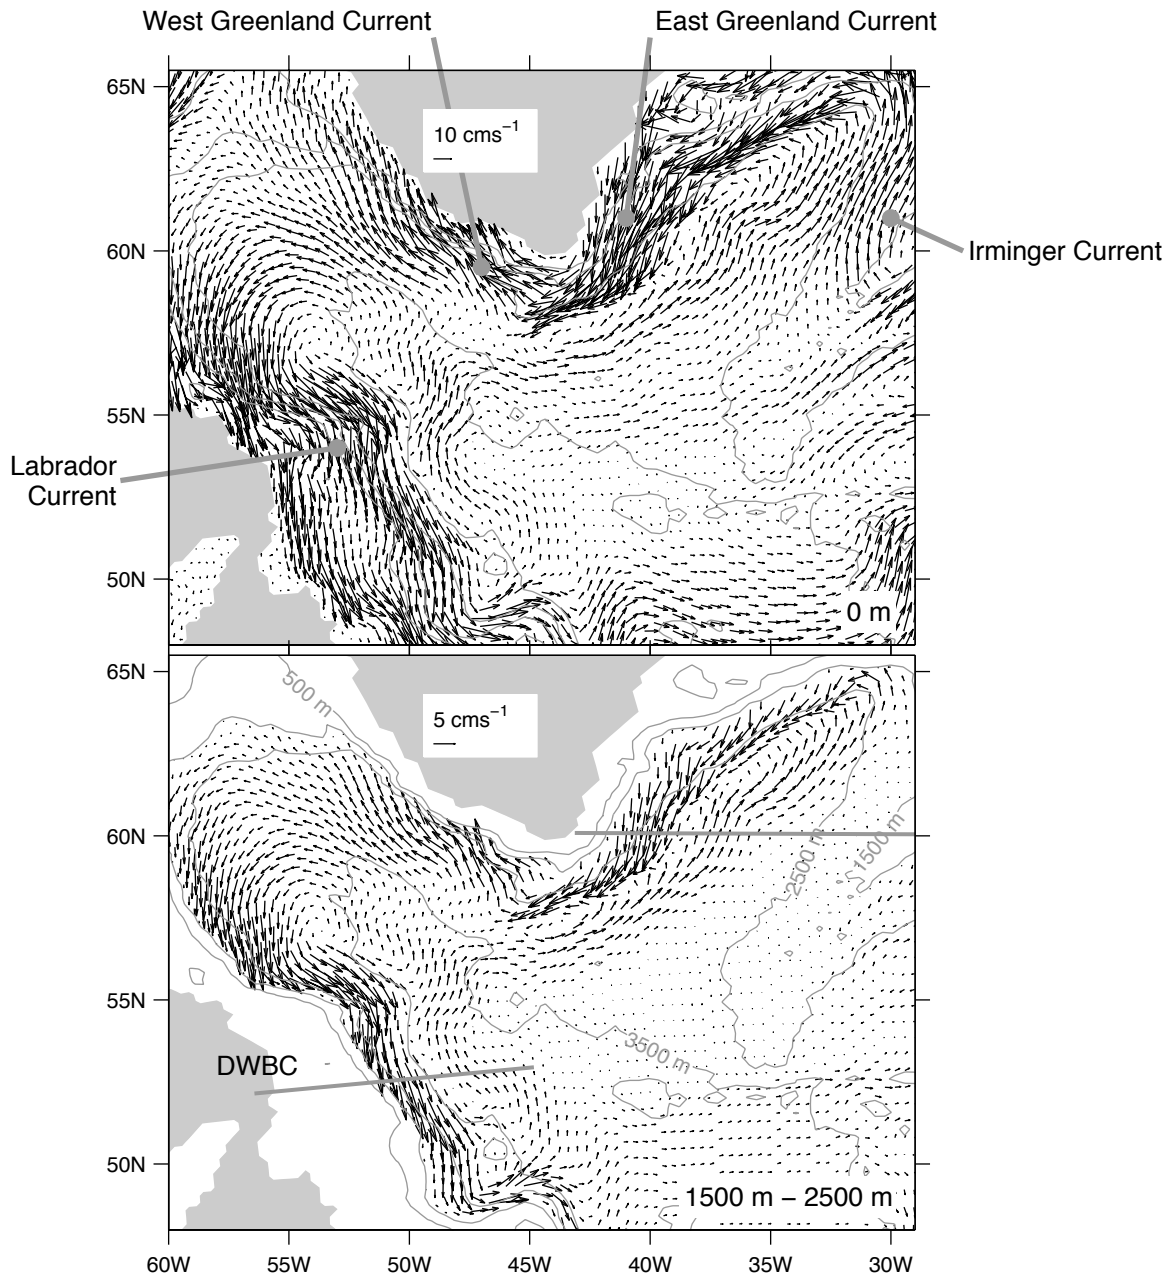 West Greenland Current
East Greenland Current
65N
10 cms⁻¹
60N
Irminger Current
55N
Labrador
Current
50N
0 m
65N
500 m
5 cms⁻¹
60N
2500 m
1500 m
55N
3500 m
DWBC
50N
1500 m – 2500 m
60W
55W
50W
45W
40W
35W
30W